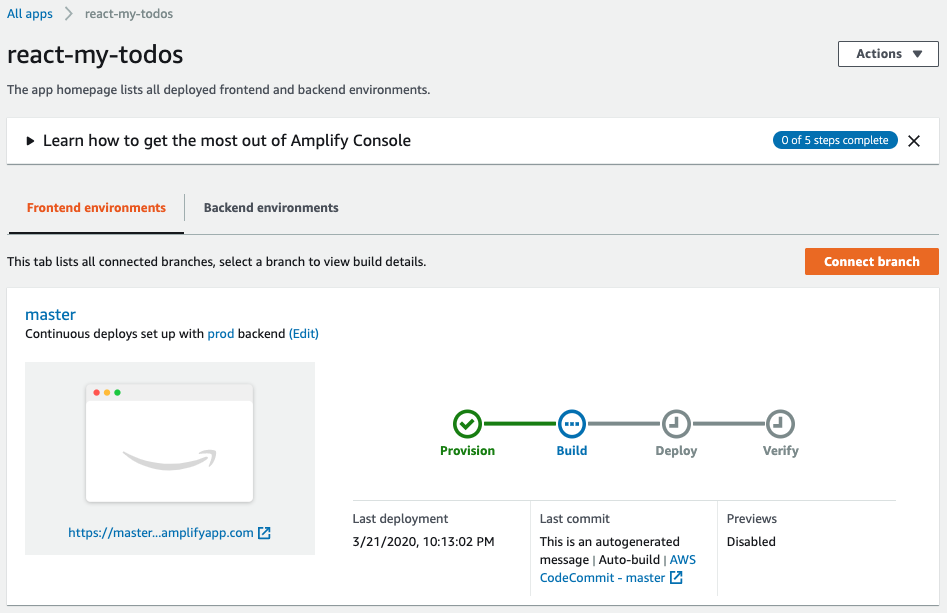 All apps react-my-todos
react-my-todos
Actions
The app homepage lists all deployed frontend and backend environments.
Learn how to get the most out of Amplify Console
0 of 5 steps complete
Frontend environments
Backend environments
This tab lists all connected branches, select a branch to view build details.
Connect branch
master
Continuous deploys set up with prod backend (Edit)
https://master...amplifyapp.com
Provision
Build
Deploy
Verify
Last deployment
3/21/2020, 10:13:02 PM
Last commit
This is an autogenerated
message | Auto-build | AWS
CodeCommit - master
Previews
Disabled